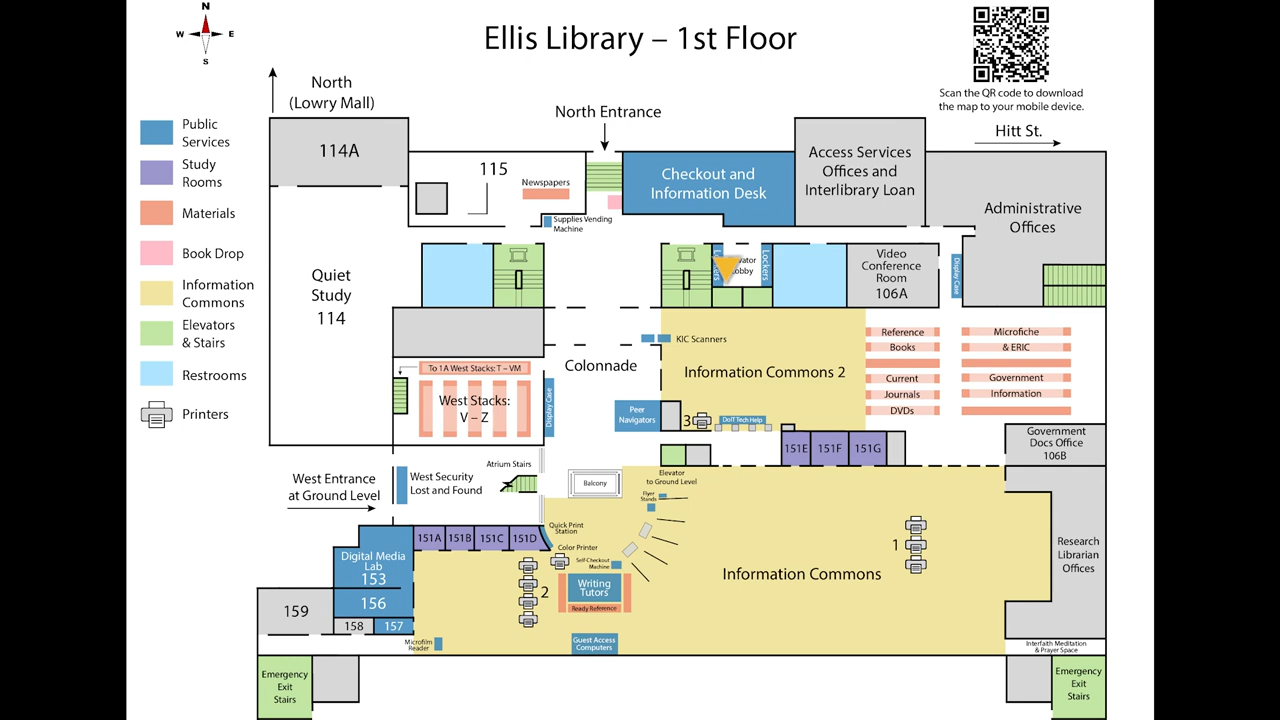 N
W E
S
Ellis Library – 1st Floor
Scan the QR code to download
the map to your mobile device.
North
(Lowry Mall)
North Entrance
Hitt St.
Public
Services
Study
Rooms
Materials
Book Drop
Information
Commons
Elevators
& Stairs
Restrooms
Printers
114A
115
Newspapers
Supplies Vending
Machine
Checkout and
Information Desk
Access Services
Offices and
Interlibrary Loan
Administrative
Offices
Quiet
Study
114
Lobby
Lockers
Video
Conference
Room
106A
Display Case
KIC Scanners
Colonnade
Information Commons 2
Reference
Books
Current
Journals
DVDs
Microfiche
& ERIC
Government
Information
To 1A West Stacks: T – VM
West Stacks:
V – Z
Display Case
Peer
Navigators
3
DoIT Tech Help
151E
151F
151G
Government
Docs Office
106B
West Entrance
at Ground Level
West Security
Lost and Found
Atrium Stairs
Balcony
Elevator
to Ground Level
Flyer
Stands
151A
151B
151C
151D
Quick Print
Station
Color Printer
Self-Checkout
Machine
Digital Media
Lab
153
156
157
158
159
2
Writing
Tutors
Ready Reference
Information Commons
1
Research
Librarian
Offices
Microfilm
Reader
Guest Access
Computers
Interfaith Meditation
& Prayer Space
Emergency
Exit
Stairs
Emergency
Exit
Stairs